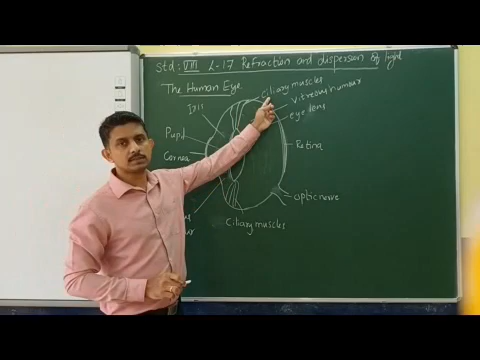 Std: VIII L-17 Refraction and dispersion of light
The Human Eye.
Ciliary muscles
Vitreous humour
eye lens
Iris
Pupil
Cornea
Retina
optic nerve
Ciliary muscles